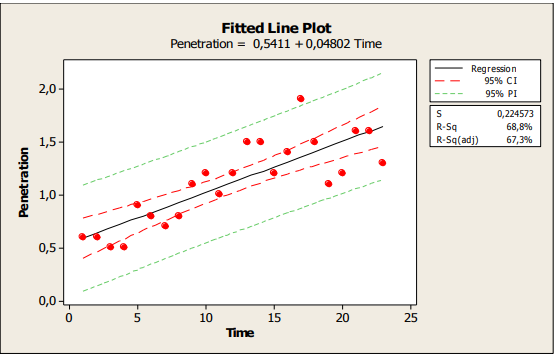 Fitted Line Plot
Penetration = 0,5411 + 0,04802 Time
Regression
95% CI
95% PI
S 0,224573
R-Sq 68,8%
R-Sq(adj) 67,3%
Penetration
2,0
1,5
1,0
0,5
0,0
0 5 10 15 20 25
Time